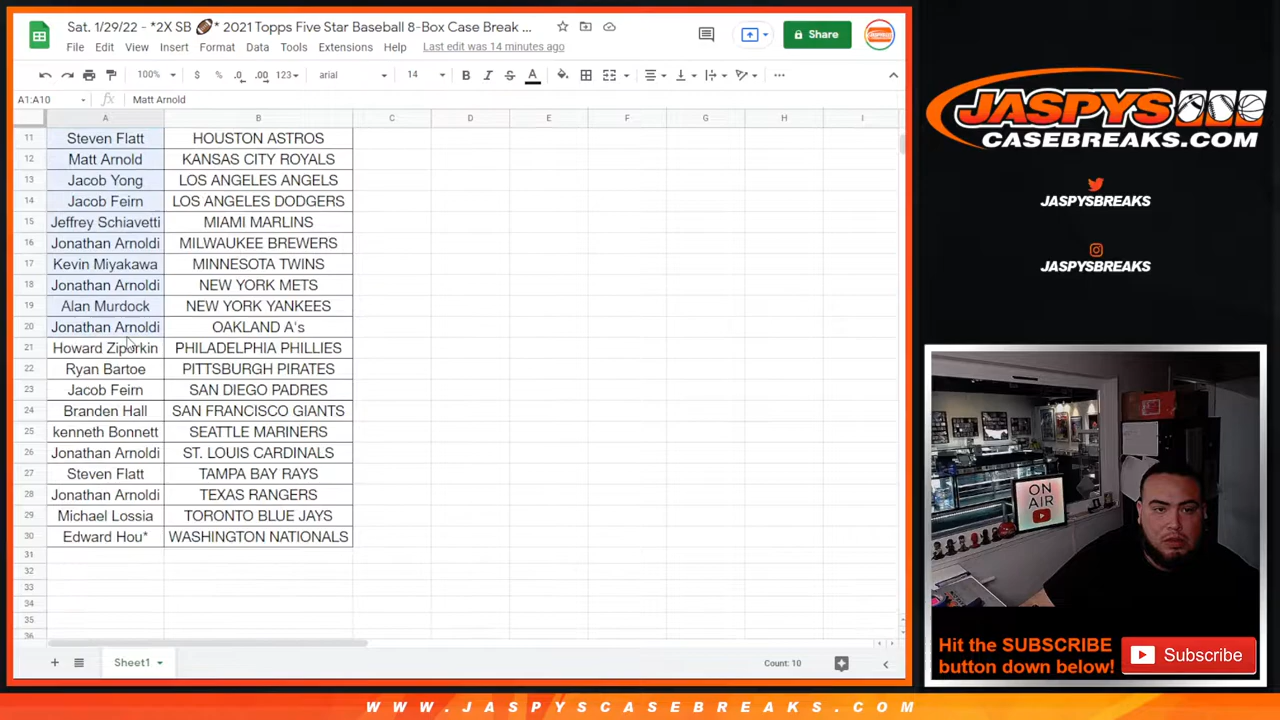 Sat. 1/29/22 - *2X SB 🏈* 2021 Topps Five Star Baseball 8-Box Case Break ...
File Edit View Insert Format Data Tools Extensions Help Last edit was 14 minutes ago
Share
100% $ % .0 .00 123 arial 14 B I S A
A1:A10 fx Matt Arnold
A B C D E F G H I
11 Steven Flatt HOUSTON ASTROS
12 Matt Arnold KANSAS CITY ROYALS
13 Jacob Yong LOS ANGELES ANGELS
14 Jacob Feirn LOS ANGELES DODGERS
15 Jeffrey Schiavetti MIAMI MARLINS
16 Jonathan Arnoldi MILWAUKEE BREWERS
17 Kevin Miyakawa MINNESOTA TWINS
18 Jonathan Arnoldi NEW YORK METS
19 Alan Murdock NEW YORK YANKEES
20 Jonathan Arnoldi OAKLAND A's
21 Howard Ziporkin PHILADELPHIA PHILLIES
22 Ryan Bartoe PITTSBURGH PIRATES
23 Jacob Feirn SAN DIEGO PADRES
24 Branden Hall SAN FRANCISCO GIANTS
25 kenneth Bonnett SEATTLE MARINERS
26 Jonathan Arnoldi ST. LOUIS CARDINALS
27 Steven Flatt TAMPA BAY RAYS
28 Jonathan Arnoldi TEXAS RANGERS
29 Michael Lossia TORONTO BLUE JAYS
30 Edward Hou* WASHINGTON NATIONALS
31
32
33
34
35
36
Sheet1
Count: 10
JASPYS
CASEBREAKS.COM
JASPYSBREAKS
JASPYSBREAKS
ON
AIR
Hit the SUBSCRIBE
button down below!
Subscribe
WWW.JASPYSCASEBREAKS.COM